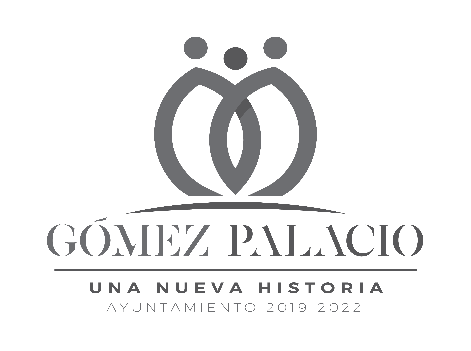 GÓMEZ PALACIO
UNA NUEVA HISTORIA
AYUNTAMIENTO 2019-2022